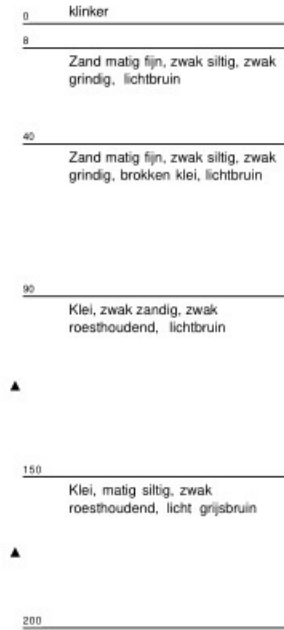 klinker
0
8
Zand matig fijn, zwak siltig, zwak
grindig, lichtbruin
40
Zand matig fijn, zwak siltig, zwak
grindig, brokken klei, lichtbruin
90
Klei, zwak zandig, zwak
roesthoudend, lichtbruin
150
Klei, matig siltig, zwak
roesthoudend, licht grijsbruin
200